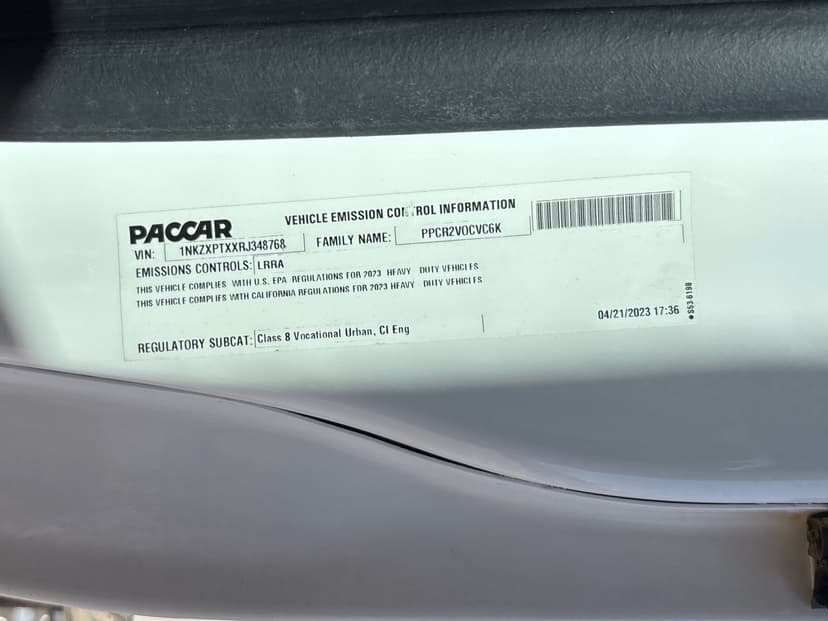 PACCAR
VEHICLE EMISSION CONTROL INFORMATION
VIN: 1NKZXPTXXRJ348768 FAMILY NAME: PPCR2VOCVC6K
EMISSIONS CONTROLS: LRRA
THIS VEHICLE COMPLIES WITH U.S. EPA REGULATIONS FOR 2023 HEAVY - DUTY VEHICLES
THIS VEHICLE COMPLIES WITH CALIFORNIA REGULATIONS FOR 2023 HEAVY - DUTY VEHICLES
REGULATORY SUBCAT: Class 8 Vocational Urban, CI Eng
04/21/2023 17:36
S53-6198